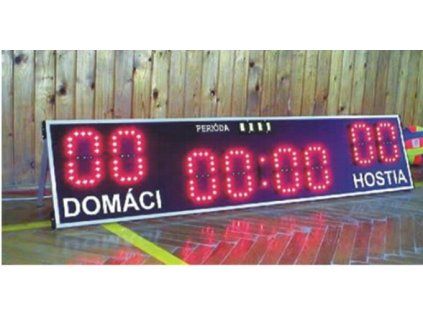 PERIÓDA
00 00:00 00
DOMÁCI HOSTIA